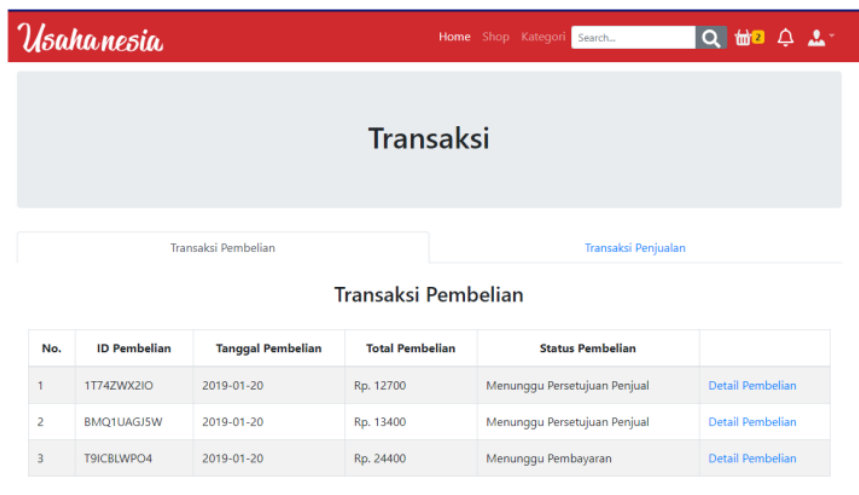 Usahanesia Home Shop Kategori Search... 2
Transaksi
Transaksi Pembelian Transaksi Penjualan
Transaksi Pembelian
No. ID Pembelian Tanggal Pembelian Total Pembelian Status Pembelian
1 1T74ZWX2IO 2019-01-20 Rp. 12700 Menunggu Persetujuan Penjual Detail Pembelian
2 BMQ1UAGJ5W 2019-01-20 Rp. 13400 Menunggu Persetujuan Penjual Detail Pembelian
3 T9ICBLWPO4 2019-01-20 Rp. 24400 Menunggu Pembayaran Detail Pembelian